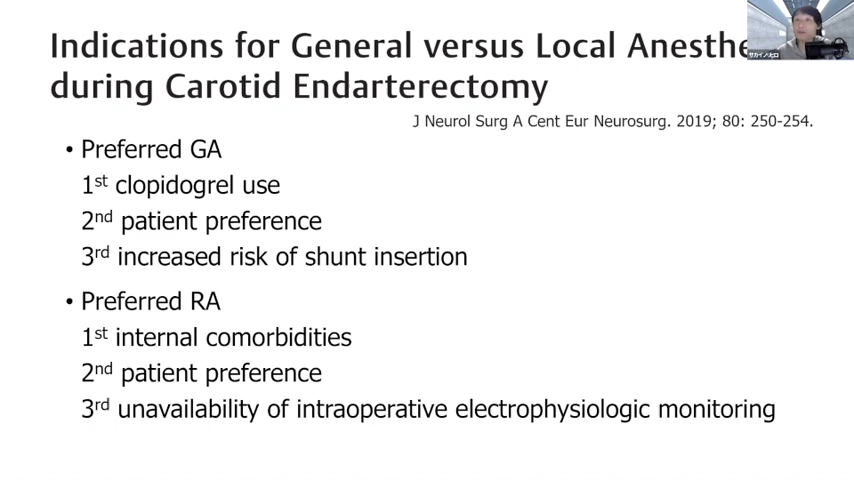 Indications for General versus Local Anesthe
during Carotid Endarterectomy
J Neurol Surg A Cent Eur Neurosurg. 2019; 80: 250-254.
• Preferred GA
1st clopidogrel use
2nd patient preference
3rd increased risk of shunt insertion
• Preferred RA
1st internal comorbidities
2nd patient preference
3rd unavailability of intraoperative electrophysiologic monitoring